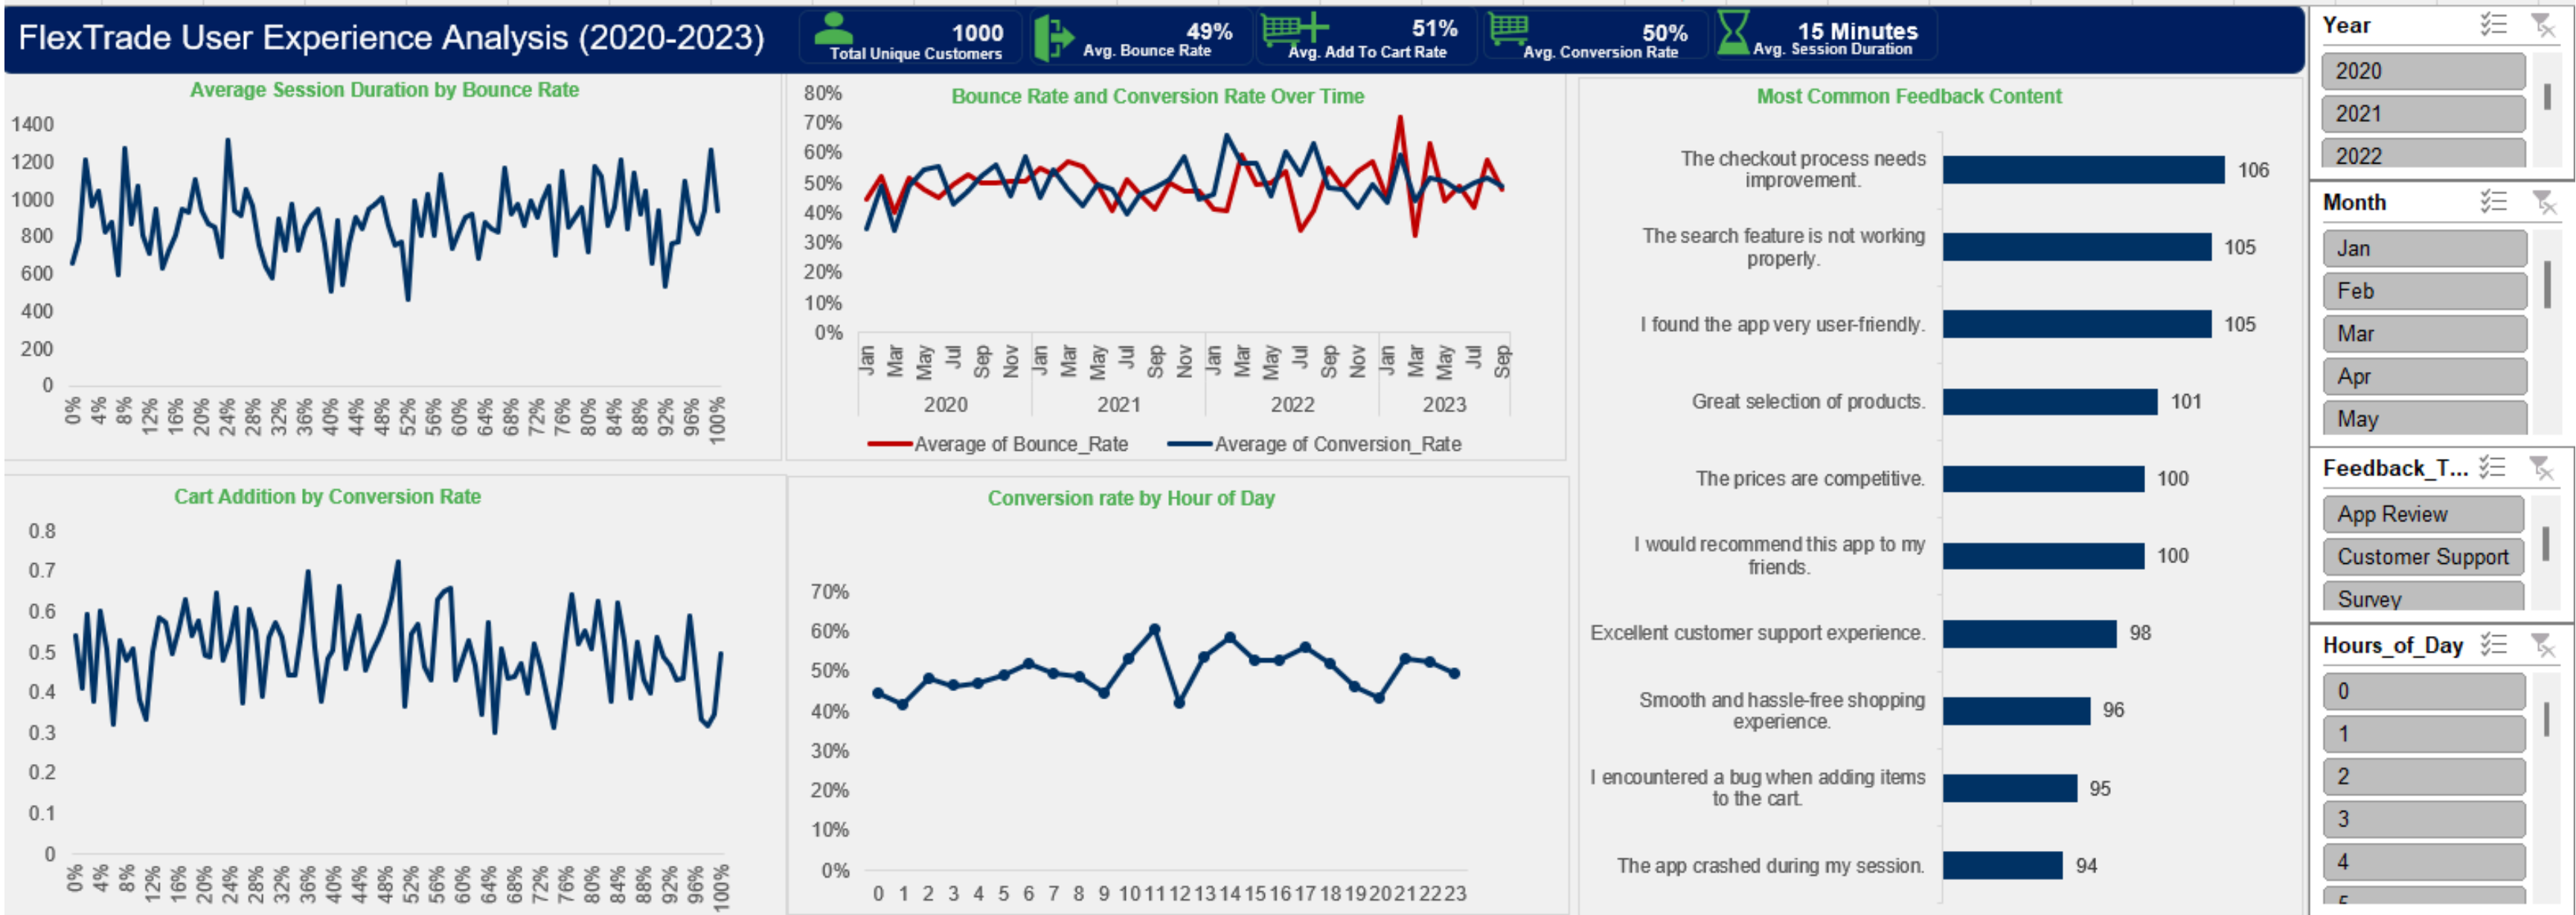 FlexTrade User Experience Analysis (2020-2023)
1000
Total Unique Customers
49%
Avg. Bounce Rate
51%
Avg. Add To Cart Rate
50%
Avg. Conversion Rate
15 Minutes
Avg. Session Duration
Average Session Duration by Bounce Rate
1400
1200
1000
800
600
400
200
0
0% 4% 8% 12% 16% 20% 24% 28% 32% 36% 40% 44% 48% 52% 56% 60% 64% 68% 72% 76% 80% 84% 88% 92% 96% 100%
Bounce Rate and Conversion Rate Over Time
80%
70%
60%
50%
40%
30%
20%
10%
0%
Jan Mar May Jul Sep Nov Jan Mar May Jul Sep Nov Jan Mar May Jul Sep Nov Jan Mar May Jul Sep
2020 2021 2022 2023
Average of Bounce_Rate Average of Conversion_Rate
Cart Addition by Conversion Rate
0.8
0.7
0.6
0.5
0.4
0.3
0.2
0.1
0
0% 4% 8% 12% 16% 20% 24% 28% 32% 36% 40% 44% 48% 52% 56% 60% 64% 68% 72% 76% 80% 84% 88% 92% 96% 100%
Conversion rate by Hour of Day
70%
60%
50%
40%
30%
20%
10%
0%
0 1 2 3 4 5 6 7 8 9 10 11 12 13 14 15 16 17 18 19 20 21 22 23
Most Common Feedback Content
The checkout process needs
improvement.
106
The search feature is not working
properly.
105
I found the app very user-friendly.
105
Great selection of products.
101
The prices are competitive.
100
I would recommend this app to my
friends.
100
Excellent customer support experience.
98
Smooth and hassle-free shopping
experience.
96
I encountered a bug when adding items
to the cart.
95
The app crashed during my session.
94
Year
2020
2021
2022
Month
Jan
Feb
Mar
Apr
May
Feedback_T...
App Review
Customer Support
Survey
Hours_of_Day
0
1
2
3
4